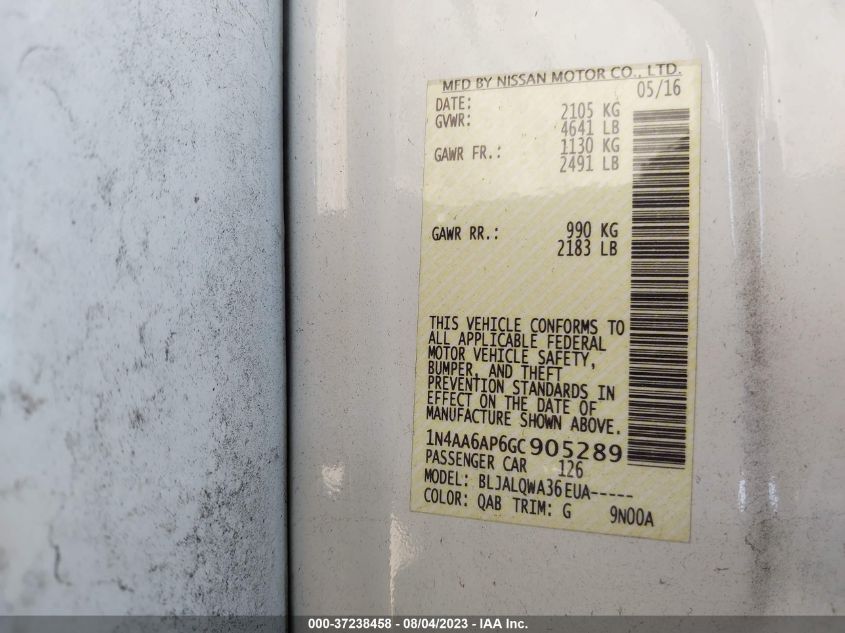 MFD BY NISSAN MOTOR CO., LTD.
DATE: 05/16
GVWR: 2105 KG
4641 LB
GAWR FR.: 1130 KG
2491 LB
GAWR RR.: 990 KG
2183 LB
THIS VEHICLE CONFORMS TO
ALL APPLICABLE FEDERAL
MOTOR VEHICLE SAFETY,
BUMPER, AND THEFT
PREVENTION STANDARDS IN
EFFECT ON THE DATE OF
MANUFACTURE SHOWN ABOVE.
1N4AA6AP6GC905289
PASSENGER CAR 126
MODEL: BLJALQWA36EUA-----
COLOR: QAB TRIM: G 9N00A
000-37238458 - 08/04/2023 - IAA Inc.